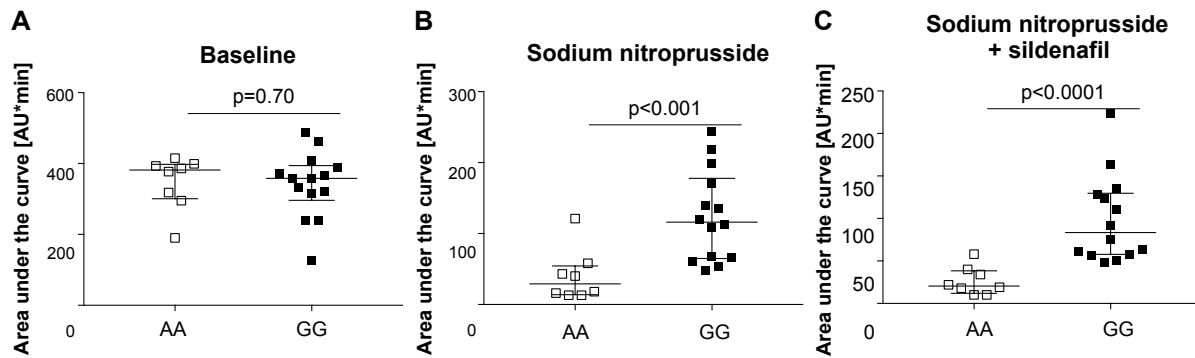 A
Baseline
Area under the curve [AU*min]
600
400
200
0
p=0.70
AA
GG
B
Sodium nitroprusside
Area under the curve [AU*min]
300
200
100
0
p<0.001
AA
GG
C
Sodium nitroprusside
+ sildenafil
Area under the curve [AU*min]
250
200
150
100
50
0
p<0.0001
AA
GG